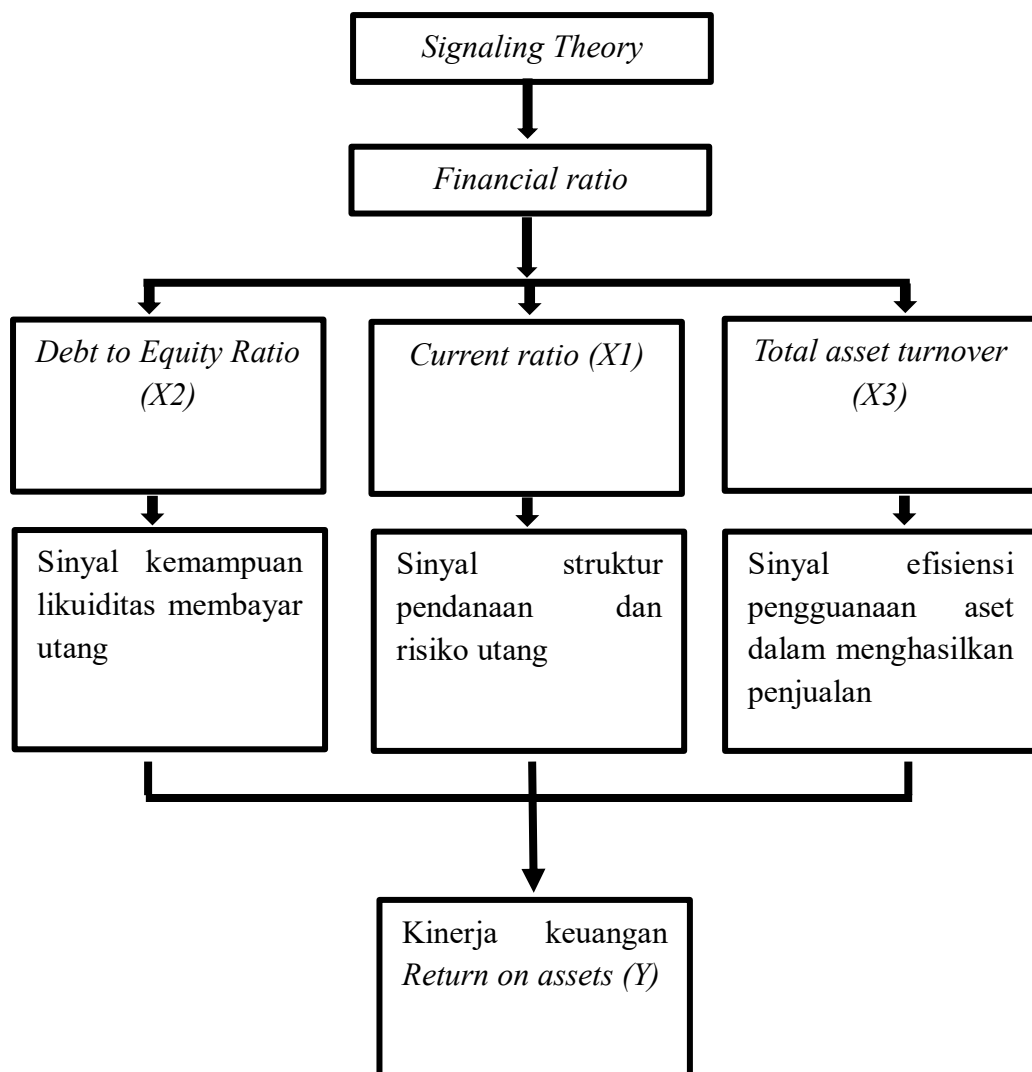 Signaling Theory
Financial ratio
Debt to Equity Ratio
(X2)
Current ratio (X1)
Total asset turnover
(X3)
Sinyal kemampuan
likuiditas membayar
utang
Sinyal struktur
pendanaan dan
risiko utang
Sinyal efisiensi
pengguanaan aset
dalam menghasilkan
penjualan
Kinerja keuangan
Return on assets (Y)